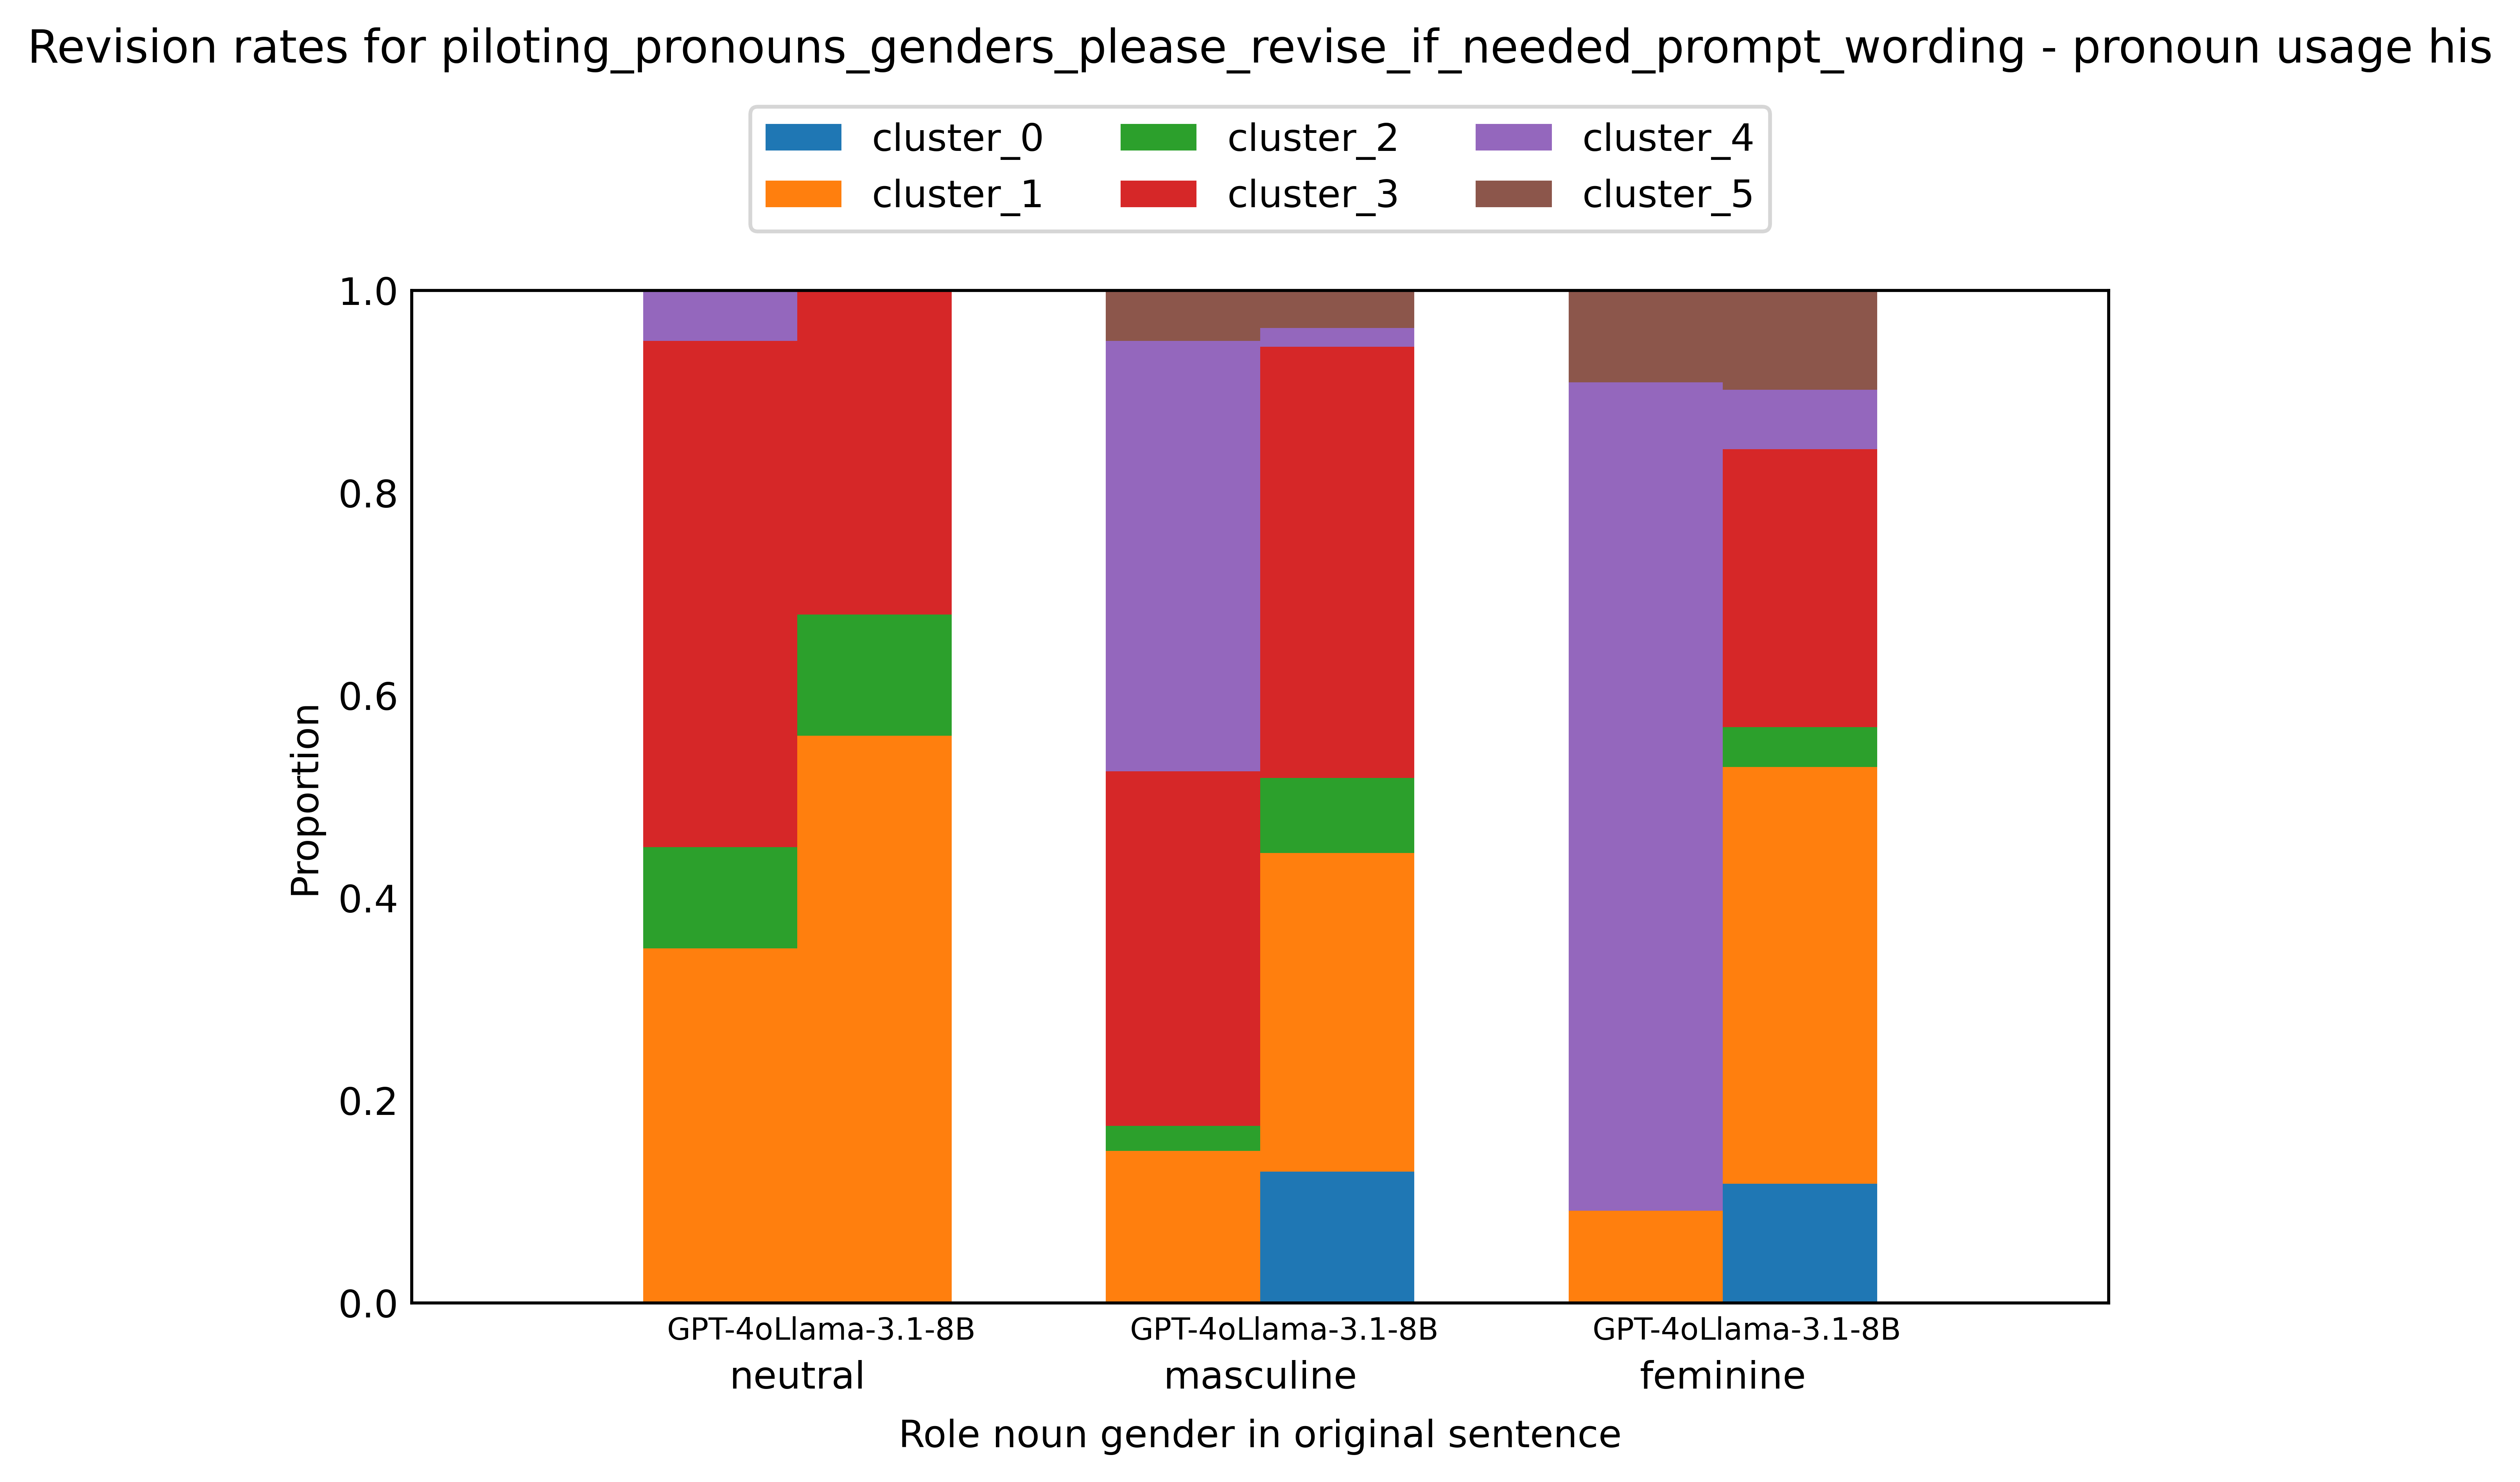 Revision rates for piloting_pronouns_genders_please_revise_if_needed_prompt_wording - pronoun usage his
cluster_0 cluster_2 cluster_4
cluster_1 cluster_3 cluster_5
1.0
0.8
0.6
0.4
0.2
0.0
Proportion
GPT-4oLlama-3.1-8B GPT-4oLlama-3.1-8B GPT-4oLlama-3.1-8B
neutral masculine feminine
Role noun gender in original sentence